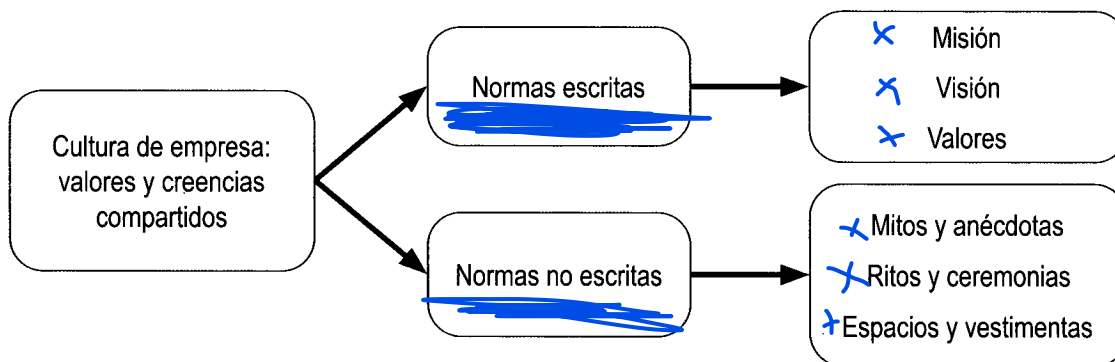 Cultura de empresa:
valores y creencias
compartidos
Normas escritas
Misión
Visión
Valores
Normas no escritas
Mitos y anécdotas
Ritos y ceremonias
Espacios y vestimentas